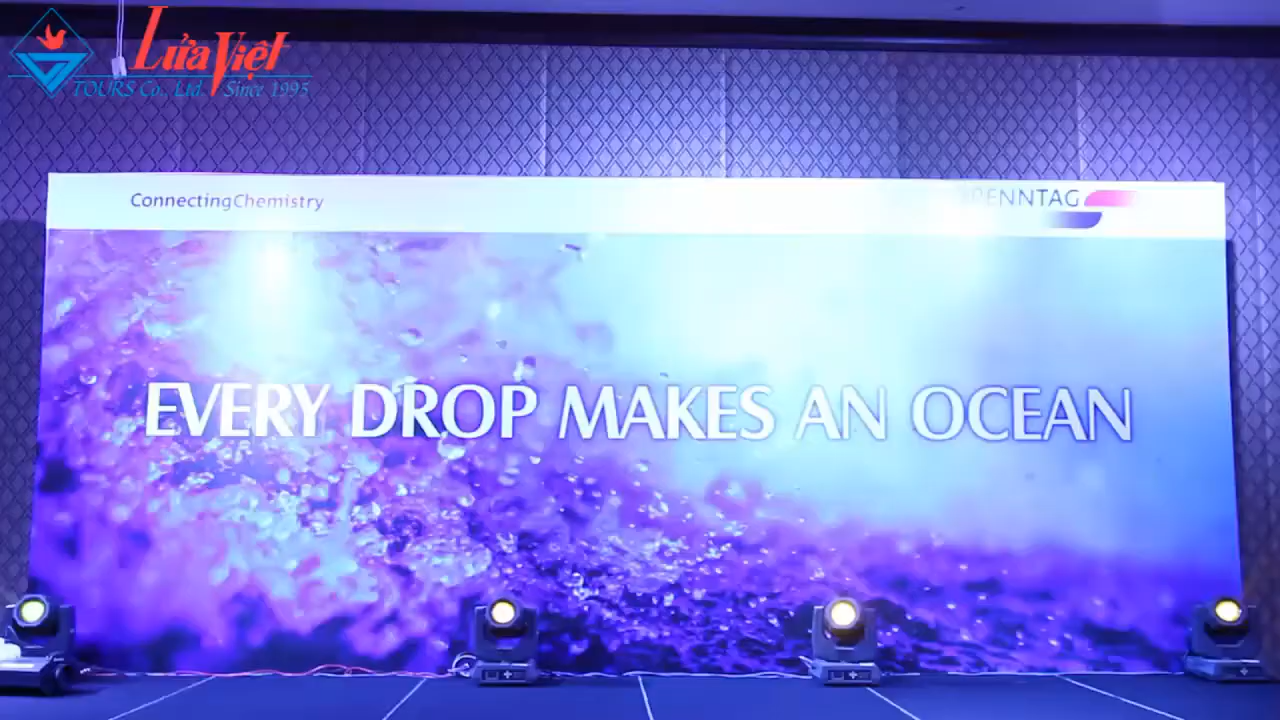 Lửa Việt
TOURS Co., Ltd. Since 1995
ConnectingChemistry
EVERY DROP MAKES AN OCEAN